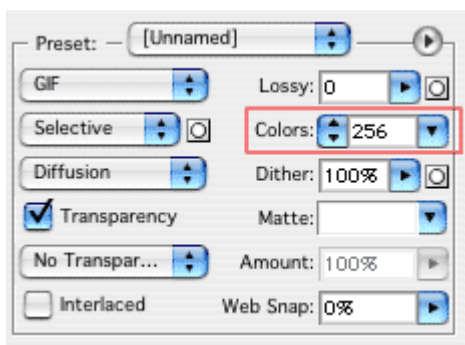 Preset: [Unnamed]
GIF Lossy: 0
Selective Colors: 256
Diffusion Dither: 100%
Transparency Matte:
No Transpar... Amount: 100%
Interlaced Web Snap: 0%